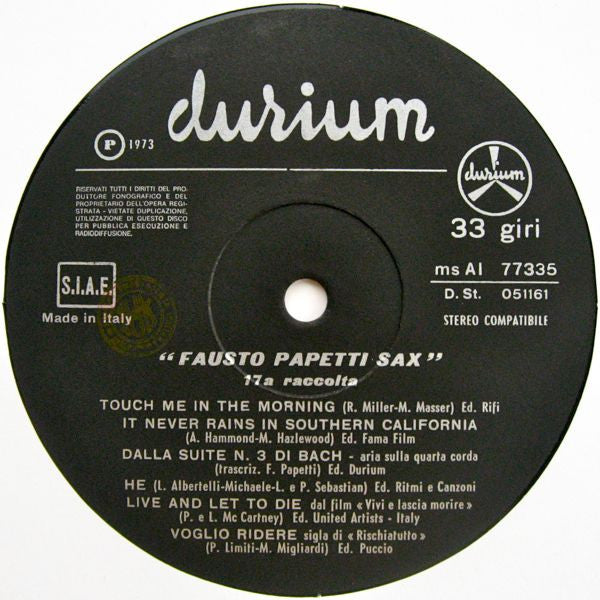 durium
P 1973
RISERVATI TUTTI I DIRITTI DEL PRO-
DUTTORE FONOGRAFICO E DEL
PROPRIETARIO DELL'OPERA REGI-
STRATA - VIETATE DUPLICAZIONE,
UTILIZZAZIONE DI QUESTO DISCO
PER PUBBLICA ESECUZIONE E
RADIODIFFUSIONE.
durium
33 giri
ms AI 77335
D. St. 051161
STEREO COMPATIBILE
S.I.A.E.
Made in Italy
"FAUSTO PAPETTI SAX"
17a raccolta
TOUCH ME IN THE MORNING (R. Miller-M. Masser) Ed. Rifi
IT NEVER RAINS IN SOUTHERN CALIFORNIA
(A. Hammond-M. Hazlewood) Ed. Fama Film
DALLA SUITE N. 3 DI BACH - aria sulla quarta corda
(trascriz. F. Papetti) Ed. Durium
HE (L. Albertelli-Michaele-L. e P. Sebastian) Ed. Ritmi e Canzoni
LIVE AND LET TO DIE dal film «Vivi e lascia morire»
(P. e L. Mc Cartney) Ed. United Artists - Italy
VOGLIO RIDERE sigla di «Rischiatutto»
(P. Limiti-M. Migliardi) Ed. Puccio